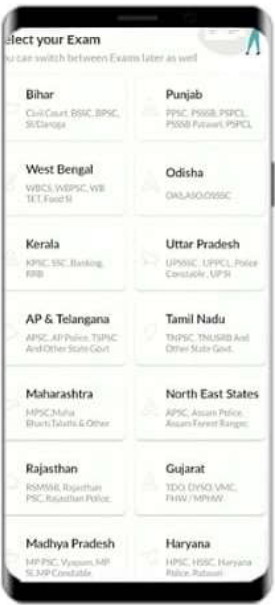 elect your Exam
u can switch between Exams later as well
Bihar
Civil Court, BSSC, BPSC,
SI/Daroga
Punjab
PPSC, PSSSB, PSPCL,
PSSSB Patwari, PSPCL
West Bengal
WBCS, WBPSC, WB
TET, Food SI
Odisha
OAS,ASO,OSSSC
Kerala
KPSC, SSC, Banking,
RRB
Uttar Pradesh
UPSSSC, UPPCL, Police
Constable, UP SI
AP & Telangana
APSC, AP Police, TSPSC
And Other State Govt
Tamil Nadu
TNPSC, TNUSRB And
Other State Govt.
Maharashtra
MPSC,Maha
Bharti,Talathi & Other
North East States
APSC, Assam Police,
Assam Forest Ranger,
Rajasthan
RSMSSB, Rajasthan
PSC, Rajasthan Police,
Gujarat
TDO, DYSO, VMC,
FHW / MPHW
Madhya Pradesh
MP PSC, Vyapam, MP
SI, MP Constable
Haryana
HPSC, HSSC, Haryana
Police, Patwari